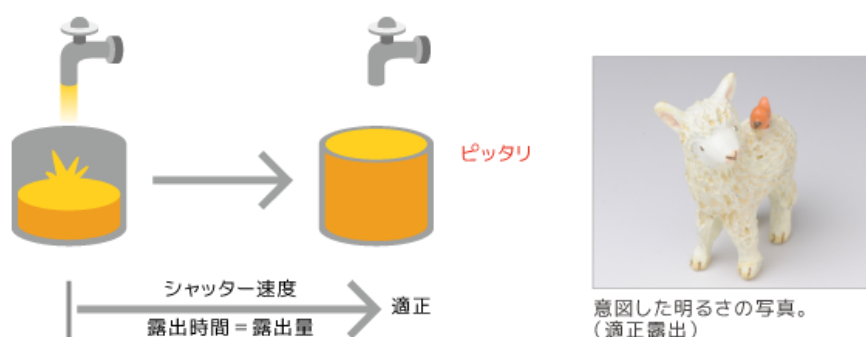 ピッタリ
シャッター速度
適正
露出時間＝露出量
意図した明るさの写真。
（適正露出）